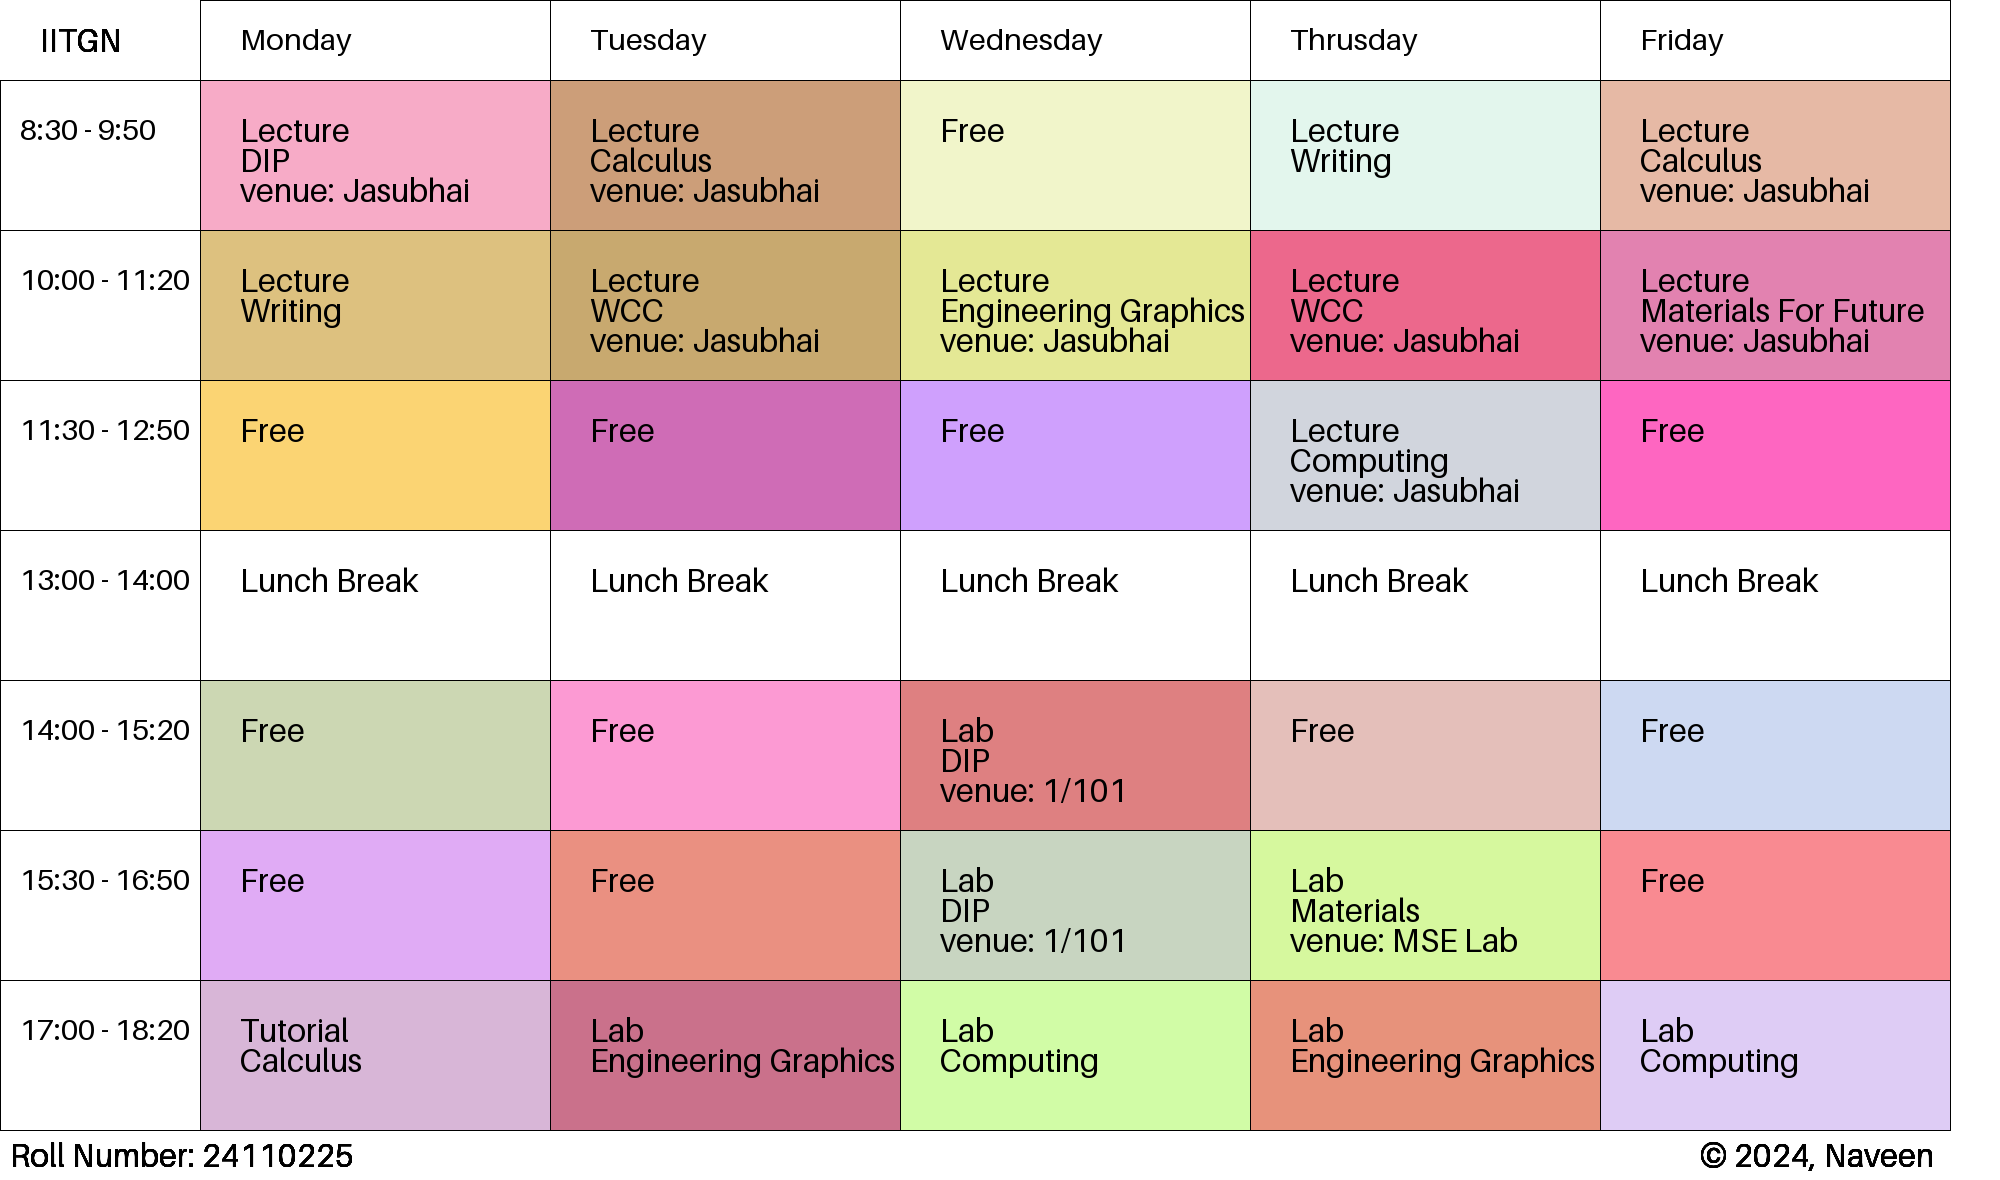 IITGN
Monday
Tuesday
Wednesday
Thrusday
Friday
8:30 - 9:50
Lecture
DIP
venue: Jasubhai
Lecture
Calculus
venue: Jasubhai
Free
Lecture
Writing
Lecture
Calculus
venue: Jasubhai
10:00 - 11:20
Lecture
Writing
Lecture
WCC
venue: Jasubhai
Lecture
Engineering Graphics
venue: Jasubhai
Lecture
WCC
venue: Jasubhai
Lecture
Materials For Future
venue: Jasubhai
11:30 - 12:50
Free
Free
Free
Lecture
Computing
venue: Jasubhai
Free
13:00 - 14:00
Lunch Break
Lunch Break
Lunch Break
Lunch Break
Lunch Break
14:00 - 15:20
Free
Free
Lab
DIP
venue: 1/101
Free
Free
15:30 - 16:50
Free
Free
Lab
DIP
venue: 1/101
Lab
Materials
venue: MSE Lab
Free
17:00 - 18:20
Tutorial
Calculus
Lab
Engineering Graphics
Lab
Computing
Lab
Engineering Graphics
Lab
Computing
Roll Number: 24110225
© 2024, Naveen